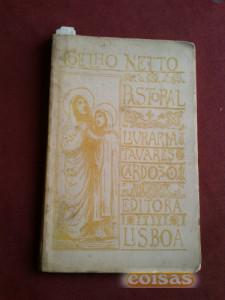 COELHO NETTO
PASTORAL
LIVRARIA
TAVARES
CARDOSO
EDITORA
LISBOA
coisas